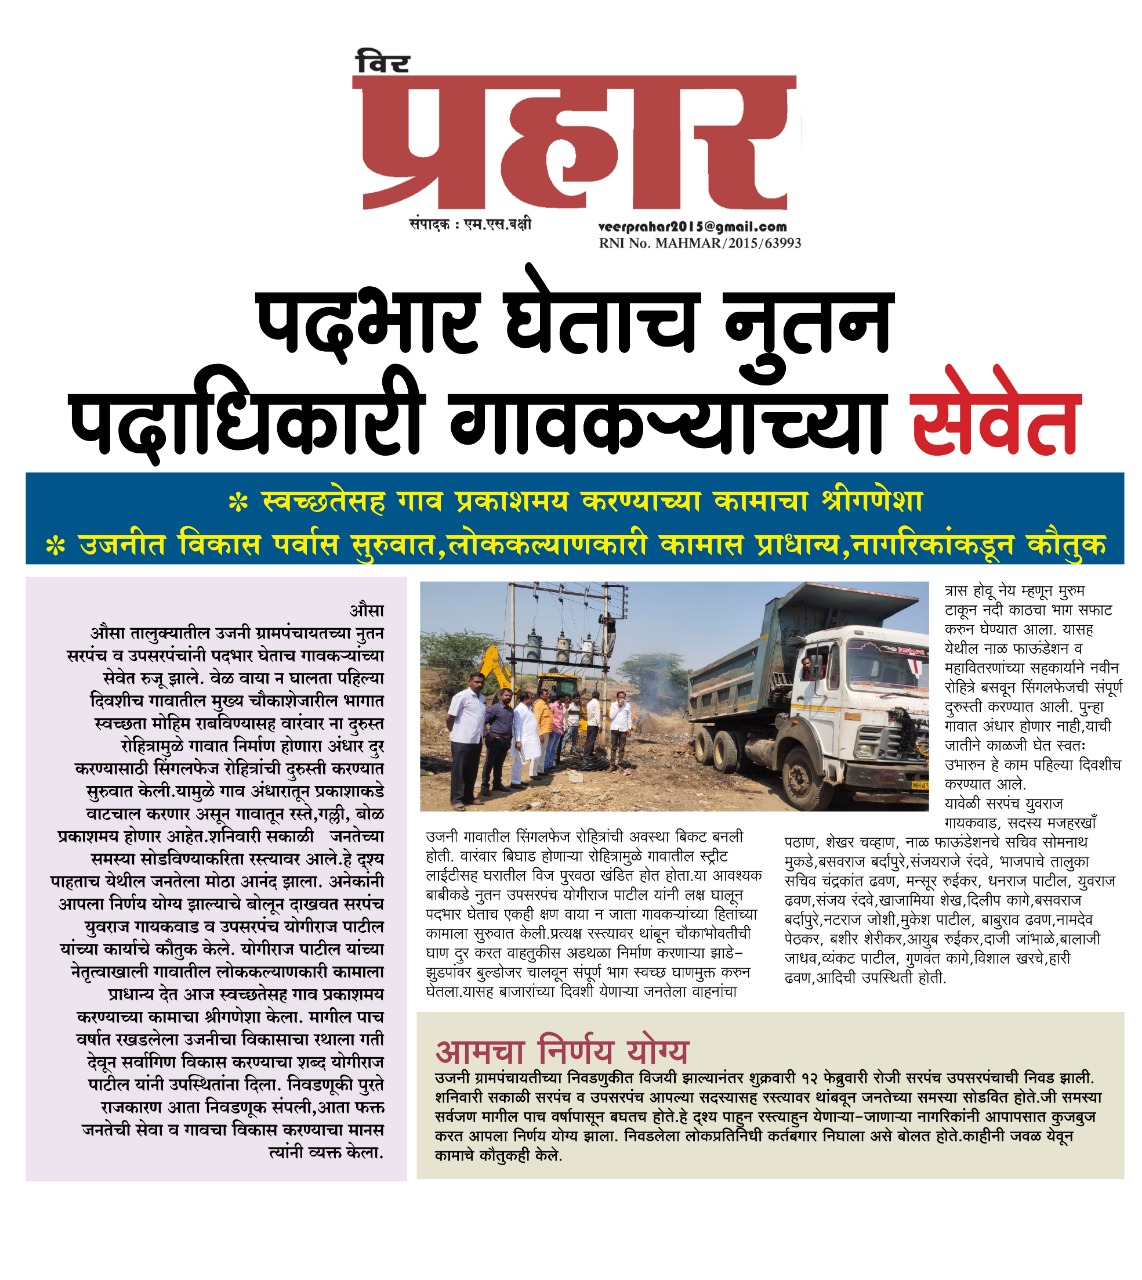 विर
प्रहार
संपादक : एम.एस.बक्षी
veerprahar2015@gmail.com
RNI No. MAHMAR/2015/63993
पदभार घेताच नुतन
पदाधिकारी गावकऱ्याच्या सेवेत
✲ स्वच्छतेसह गाव प्रकाशमय करण्याच्या कामाचा श्रीगणेशा
✲ उजनीत विकास पर्वास सुरुवात,लोककल्याणकारी कामास प्राधान्य,नागरिकांकडून कौतुक
औसा
औसा तालुक्यातील उजनी ग्रामपंचायतच्या नुतन
सरपंच व उपसरपंचांनी पदभार घेताच गावकऱ्यांच्या
सेवेत रुजू झाले. वेळ वाया न घालता पहिल्या
दिवशीच गावातील मुख्य चौकाशेजारील भागात
स्वच्छता मोहिम राबविण्यासह वारंवार ना दुरुस्त
रोहित्रामुळे गावात निर्माण होणारा अंधार दुर
करण्यासाठी सिंगलफेज रोहित्रांची दुरुस्ती करण्यात
सुरुवात केली.यामुळे गाव अंधारातून प्रकाशाकडे
वाटचाल करणार असून गावातून रस्ते,गल्ली, बोळ
प्रकाशमय होणार आहेत.शनिवारी सकाळी जनतेच्या
समस्या सोडविण्याकरिता रस्त्यावर आले.हे दृश्य
पाहताच येथील जनतेला मोठा आनंद झाला. अनेकांनी
आपला निर्णय योग्य झाल्याचे बोलून दाखवत सरपंच
युवराज गायकवाड व उपसरपंच योगीराज पाटील
यांच्या कार्याचे कौतुक केले. योगीराज पाटील यांच्या
नेतृत्वाखाली गावातील लोककल्याणकारी कामाला
प्राधान्य देत आज स्वच्छतेसह गाव प्रकाशमय
करण्याच्या कामाचा श्रीगणेशा केला. मागील पाच
वर्षात रखडलेला उजनीचा विकासाचा रथाला गती
देवून सर्वागिण विकास करण्याचा शब्द योगीराज
पाटील यांनी उपस्थितांना दिला. निवडणूकी पुरते
राजकारण आता निवडणूक संपली,आता फक्त
जनतेची सेवा व गावचा विकास करण्याचा मानस
त्यांनी व्यक्त केला.
उजनी गावातील सिंगलफेज रोहित्रांची अवस्था बिकट बनली
होती. वारंवार बिघाड होणाऱ्या रोहित्रामुळे गावातील स्ट्रीट
लाईटीसह घरातील विज पुरवठा खंडित होत होता.या आवश्यक
बाबीकडे नुतन उपसरपंच योगीराज पाटील यांनी लक्ष घालून
पदभार घेताच एकही क्षण वाया न जाता गावकऱ्यांच्या हितांच्या
कामाला सुरुवात केली.प्रत्यक्ष रस्त्यावर थांबून चौकाभोवतीची
घाण दुर करत वाहतुकीस अडथळा निर्माण करणाऱ्या झाडे-
झुडपांवर बुल्डोजर चालवून संपूर्ण भाग स्वच्छ घाणमुक्त करुन
घेतला.यासह बाजारांच्या दिवशी येणाऱ्या जनतेला वाहनांचा
त्रास होवू नेय म्हणून मुरुम
टाकून नदी काठचा भाग सफाट
करुन घेण्यात आला. यासह
येथील नाळ फाऊंडेशन व
महावितरणांच्या सहकार्याने नवीन
रोहित्रे बसवून सिंगलफेजची संपूर्ण
दुरुस्ती करण्यात आली. पुन्हा
गावात अंधार होणार नाही,याची
जातीने काळजी घेत स्वतः
उभारुन हे काम पहिल्या दिवशीच
करण्यात आले.
यावेळी सरपंच युवराज
गायकवाड, सदस्य मजहरखाँ
पठाण, शेखर चव्हाण, नाळ फाऊंडेशनचे सचिव सोमनाथ
मुकडे,बसवराज बर्दापुरे,संजयराजे रंदवे, भाजपाचे तालुका
सचिव चंद्रकांत ढवण, मन्सूर रुईकर, धनराज पाटील, युवराज
ढवण,संजय रंदवे,खाजामिया शेख,दिलीप कागे,बसवराज
बर्दापुरे,नटराज जोशी,मुकेश पाटील, बाबुराव ढवण,नामदेव
पेठकर, बशीर शेरीकर,आयुब रुईकर,दाजी जांभाळे,बालाजी
जाधव,व्यंकट पाटील, गुणवंत कागे,विशाल खरचे,हारी
ढवण,आदिची उपस्थिती होती.
आमचा निर्णय योग्य
उजनी ग्रामपंचायतीच्या निवडणुकीत विजयी झाल्यानंतर शुक्रवारी १२ फेब्रुवारी रोजी सरपंच उपसरपंचाची निवड झाली.
शनिवारी सकाळी सरपंच व उपसरपंच आपल्या सदस्यासह रस्त्यावर थांबवून जनतेच्या समस्या सोडवित होते.जी समस्या
सर्वजण मागील पाच वर्षापासून बघतच होते.हे दृश्य पाहुन रस्त्याहुन येणाऱ्या-जाणाऱ्या नागरिकांनी आपापसात कुजबुज
करत आपला निर्णय योग्य झाला. निवडलेला लोकप्रतिनिधी कर्तबगार निघाला असे बोलत होते.काहीनी जवळ येवून
कामाचे कौतुकही केले.